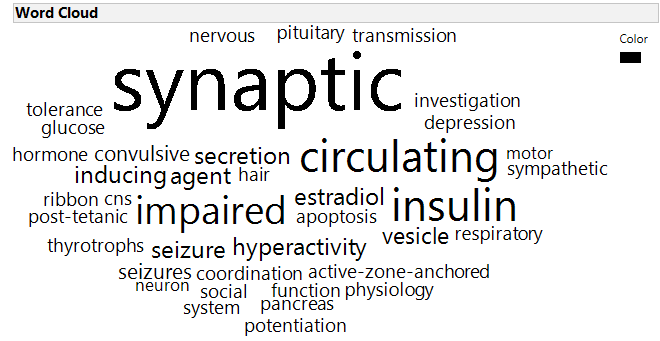 Word Cloud
Color
nervous pituitary transmission
synaptic
investigation
tolerance
depression
glucose
hormone convulsive secretion circulating motor
sympathetic
inducing agent hair
ribbon cns impaired estradiol insulin
post-tetanic apoptosis
thyrotrophs seizure hyperactivity vesicle respiratory
seizures coordination active-zone-anchored
neuron social function physiology
system pancreas
potentiation